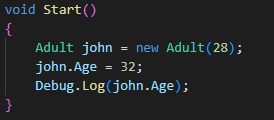 void Start()
{
    Adult john = new Adult(28);
    john.Age = 32;
    Debug.Log(john.Age);
}